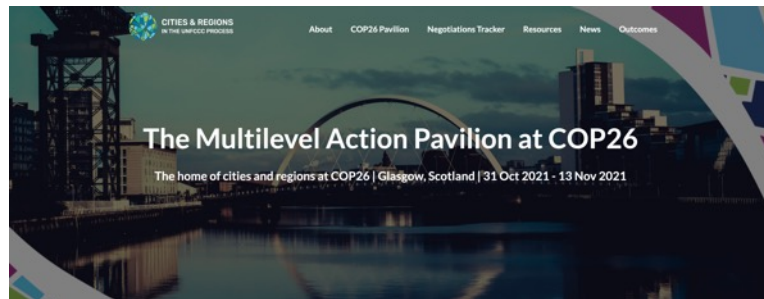 CITIES & REGIONS
IN THE UNFCCC PROCESS
About COP26 Pavilion Negotiations Tracker Resources News Outcomes
The Multilevel Action Pavilion at COP26
The home of cities and regions at COP26 | Glasgow, Scotland | 31 Oct 2021 - 13 Nov 2021